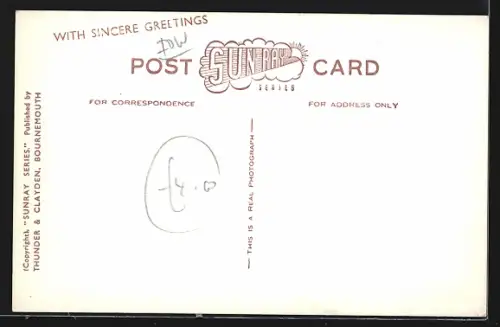 WITH SINCERE GREETINGS
IOW
POST SUNRAY CARD
SERIES
FOR CORRESPONDENCE
FOR ADDRESS ONLY
(Copyright). "SUNRAY SERIES." Published by
THUNDER & CLAYDEN, BOURNEMOUTH
THIS IS A REAL PHOTOGRAPH